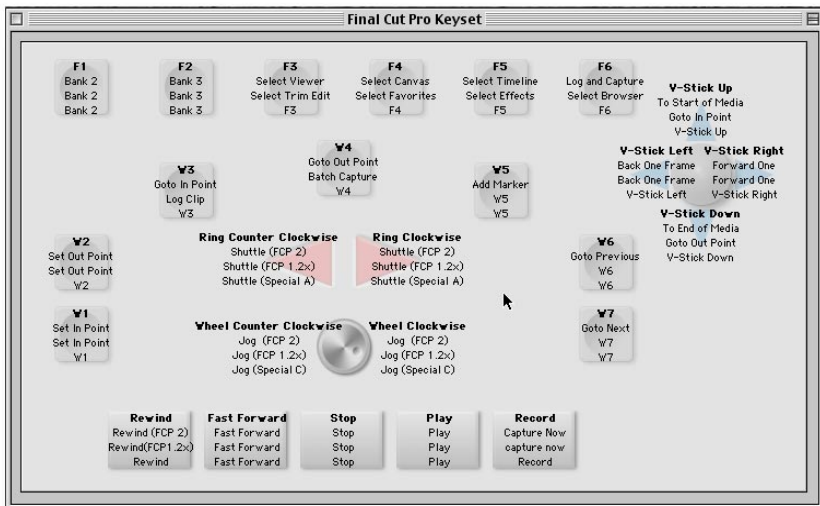 Final Cut Pro Keyset
F1
Bank 2
Bank 2
Bank 2
F2
Bank 3
Bank 3
Bank 3
F3
Select Viewer
Select Trim Edit
F3
F4
Select Canvas
Select Favorites
F4
F5
Select Timeline
Select Effects
F5
F6
Log and Capture
Select Browser
F6
V-Stick Up
To Start of Media
Goto In Point
V-Stick Up
V-Stick Left
Back One Frame
Back One Frame
V-Stick Left
V-Stick Right
Forward One
Forward One
V-Stick Right
V-Stick Down
To End of Media
Goto Out Point
V-Stick Down
W3
Goto In Point
Log Clip
W3
W4
Goto Out Point
Batch Capture
W4
W5
Add Marker
W5
W5
W2
Set Out Point
Set Out Point
W2
Ring Counter Clockwise
Shuttle (FCP 2)
Shuttle (FCP 1.2x)
Shuttle (Special A)
Ring Clockwise
Shuttle (FCP 2)
Shuttle (FCP 1.2x)
Shuttle (Special A)
W6
Goto Previous
W6
W6
W1
Set In Point
Set In Point
W1
Wheel Counter Clockwise
Jog (FCP 2)
Jog (FCP 1.2x)
Jog (Special C)
Wheel Clockwise
Jog (FCP 2)
Jog (FCP 1.2x)
Jog (Special C)
W7
Goto Next
W7
W7
Rewind
Rewind (FCP 2)
Rewind(FCP1.2x)
Rewind
Fast Forward
Fast Forward
Fast Forward
Fast Forward
Stop
Stop
Stop
Stop
Play
Play
Play
Play
Record
Capture Now
capture now
Record